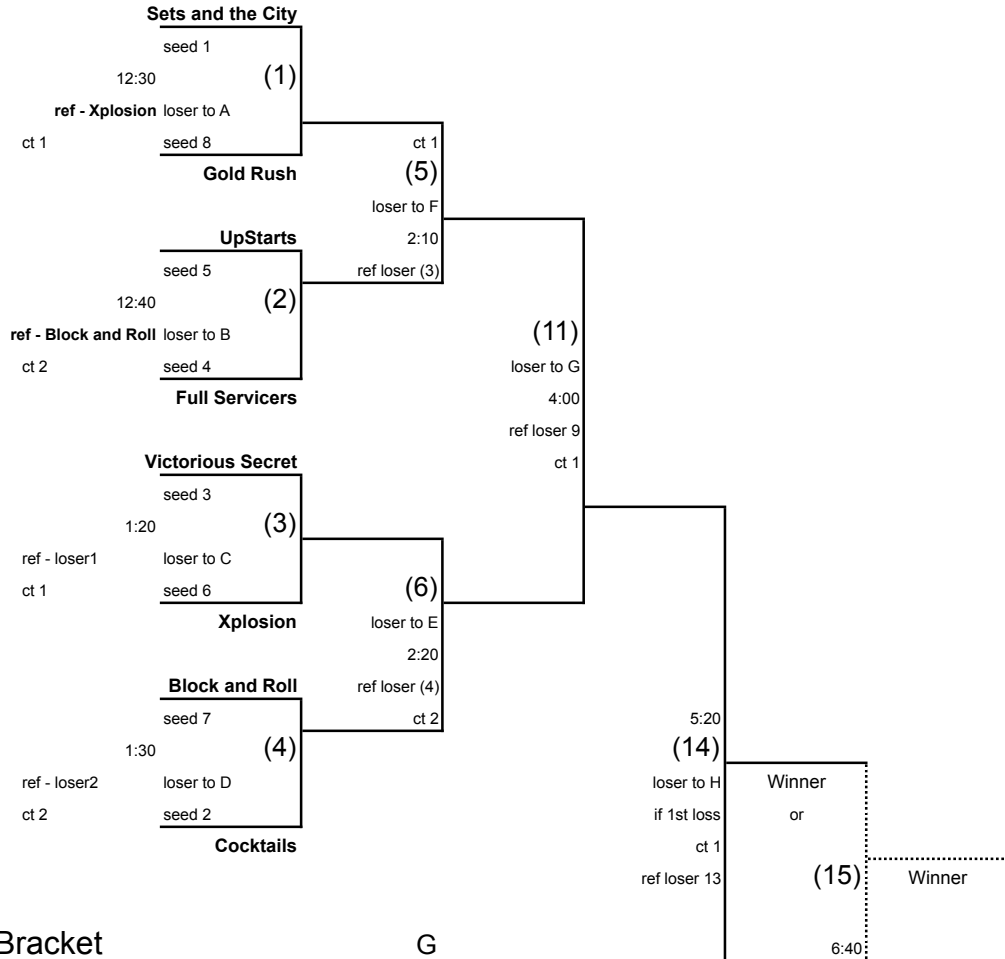 Sets and the City
seed 1
12:30
(1)
ref - Xplosion loser to A
ct 1
seed 8
Gold Rush
ct 1
(5)
loser to F
2:10
ref loser (3)
UpStarts
seed 5
12:40
(2)
ref - Block and Roll loser to B
ct 2
seed 4
Full Servicers
(11)
loser to G
4:00
ref loser 9
ct 1
Victorious Secret
seed 3
1:20
(3)
ref - loser1
loser to C
ct 1
seed 6
Xplosion
(6)
loser to E
2:20
ref loser (4)
ct 2
Block and Roll
seed 7
1:30
(4)
ref - loser2
loser to D
ct 2
seed 2
Cocktails
5:20
(14)
loser to H
if 1st loss
ct 1
ref loser 13
Winner
or
(15)
Winner
6:40
Bracket
G